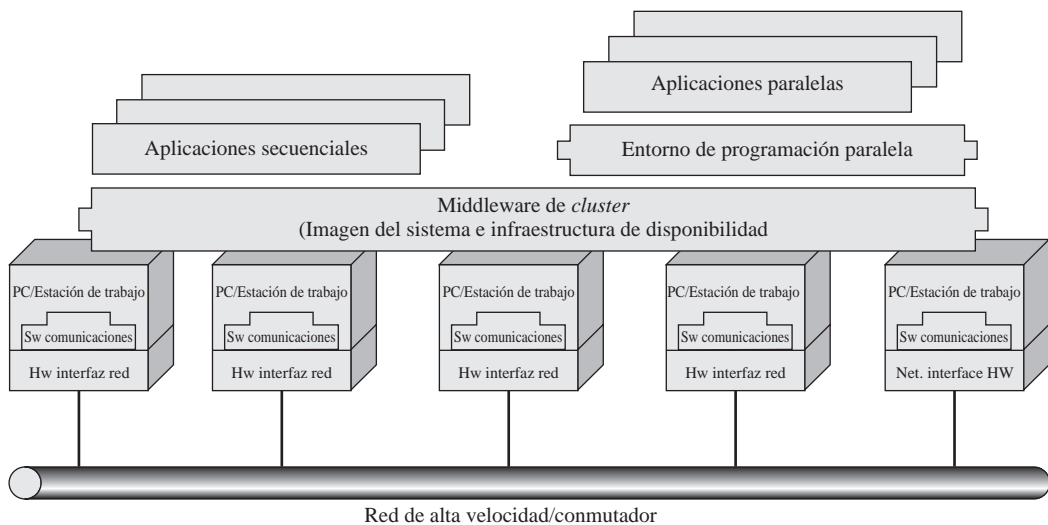 Aplicaciones paralelas
Aplicaciones secuenciales
Entorno de programación paralela
Middleware de cluster
(Imagen del sistema e infraestructura de disponibilidad
PC/Estación de trabajo
Sw comunicaciones
Hw interfaz red
PC/Estación de trabajo
Sw comunicaciones
Hw interfaz red
PC/Estación de trabajo
Sw comunicaciones
Hw interfaz red
PC/Estación de trabajo
Sw comunicaciones
Hw interfaz red
PC/Estación de trabajo
Sw comunicaciones
Net. interface HW
Red de alta velocidad/conmutador